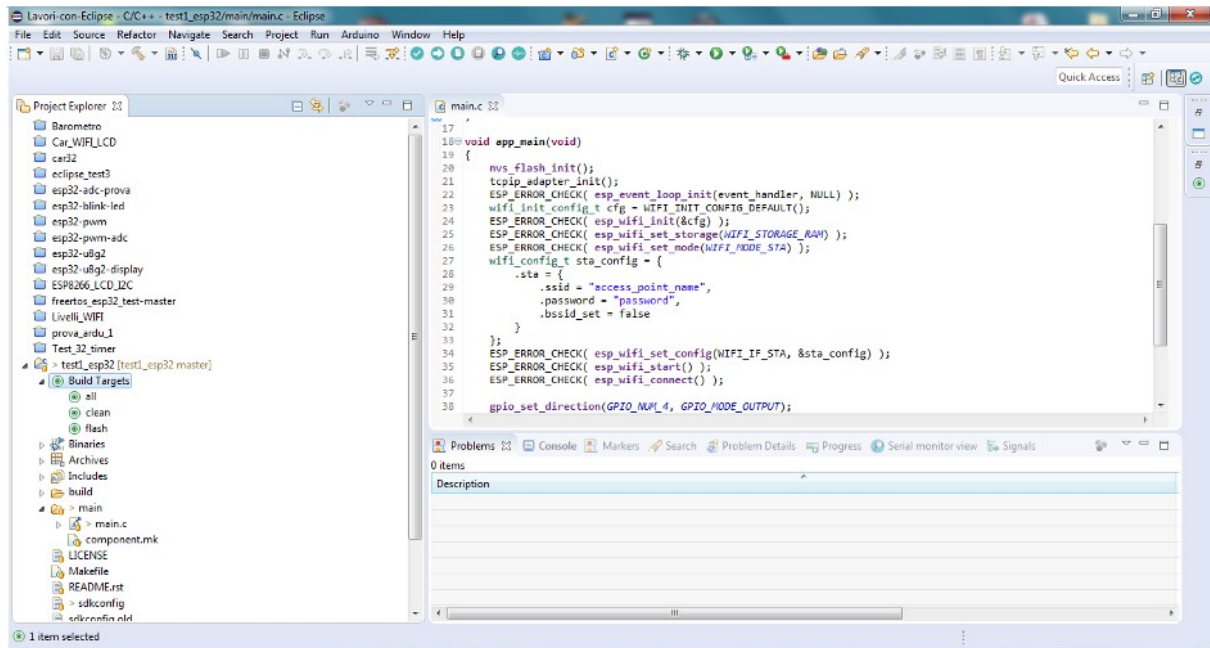 Lavori-con-Eclipse - C/C++ - test1_esp32/main/main.c - Eclipse
File Edit Source Refactor Navigate Search Project Run Arduino Window Help
Quick Access
Project Explorer
Barometro
Car_WIFI_LCD
car32
eclipse_test3
esp32-adc-prova
esp32-blink-led
esp32-pwm
esp32-pwm-adc
esp32-u8g2
esp32-u8g2-display
ESP8266_LCD_I2C
freertos_esp32_test-master
Livelli_WIFI
prova_ardu_1
Test_32_timer
> test1_esp32 [test1_esp32 master]
Build Targets
all
clean
flash
Binaries
Archives
Includes
build
> main
> main.c
component.mk
LICENSE
Makefile
README.rst
> sdkconfig
sdkconfig.old
main.c
17
18 void app_main(void)
19 {
20 nvs_flash_init();
21 tcpip_adapter_init();
22 ESP_ERROR_CHECK( esp_event_loop_init(event_handler, NULL) );
23 wifi_init_config_t cfg = WIFI_INIT_CONFIG_DEFAULT();
24 ESP_ERROR_CHECK( esp_wifi_init(&cfg) );
25 ESP_ERROR_CHECK( esp_wifi_set_storage(WIFI_STORAGE_RAM) );
26 ESP_ERROR_CHECK( esp_wifi_set_mode(WIFI_MODE_STA) );
27 wifi_config_t sta_config = {
28 .sta = {
29 .ssid = "access_point_name",
30 .password = "password",
31 .bssid_set = false
32 }
33 };
34 ESP_ERROR_CHECK( esp_wifi_set_config(WIFI_IF_STA, &sta_config) );
35 ESP_ERROR_CHECK( esp_wifi_start() );
36 ESP_ERROR_CHECK( esp_wifi_connect() );
37
38 gpio_set_direction(GPIO_NUM_4, GPIO_MODE_OUTPUT);
Problems Console Markers Search Problem Details Progress Serial monitor view Signals
0 items
Description
1 item selected